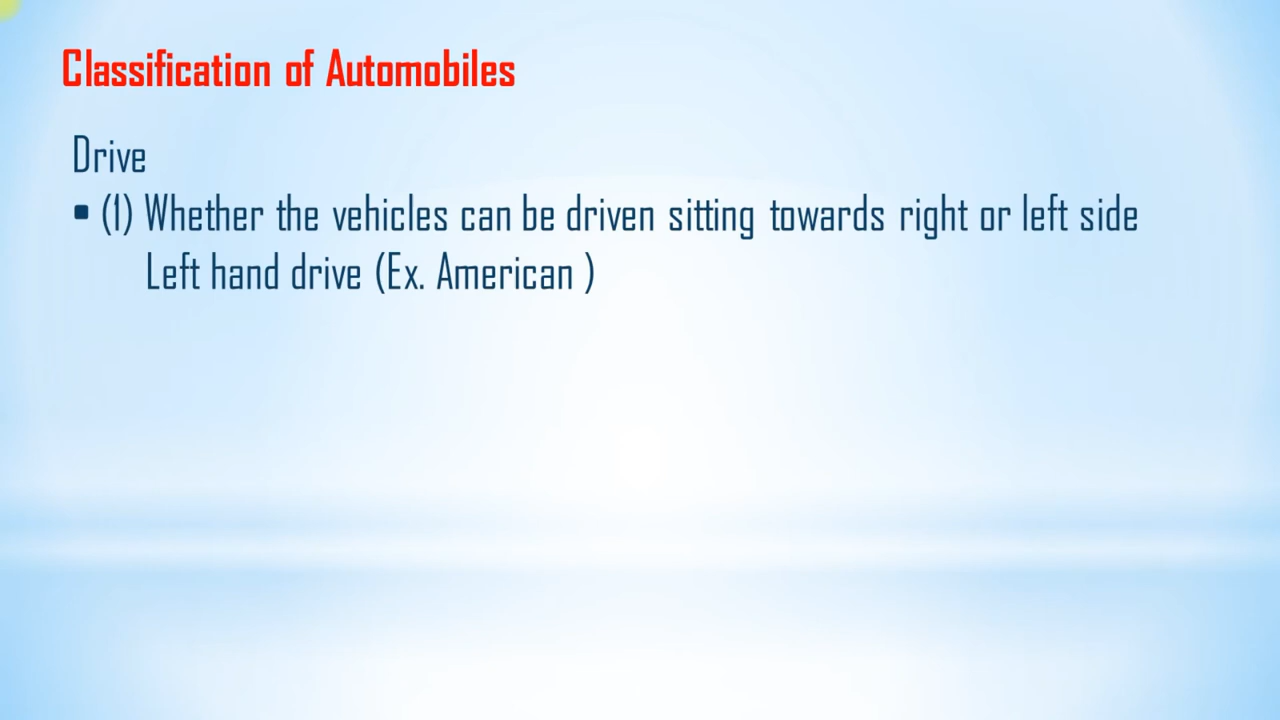 Classification of Automobiles
Drive
▪ (1) Whether the vehicles can be driven sitting towards right or left side
Left hand drive (Ex. American )